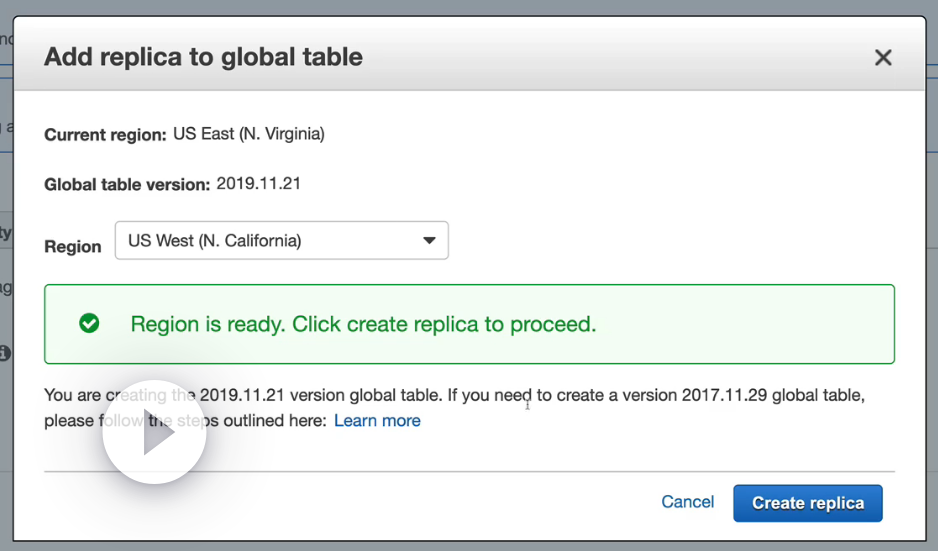 Add replica to global table
Current region: US East (N. Virginia)
Global table version: 2019.11.21
Region US West (N. California)
Region is ready. Click create replica to proceed.
You are creating the 2019.11.21 version global table. If you need to create a version 2017.11.29 global table,
please follow the steps outlined here: Learn more
Cancel Create replica